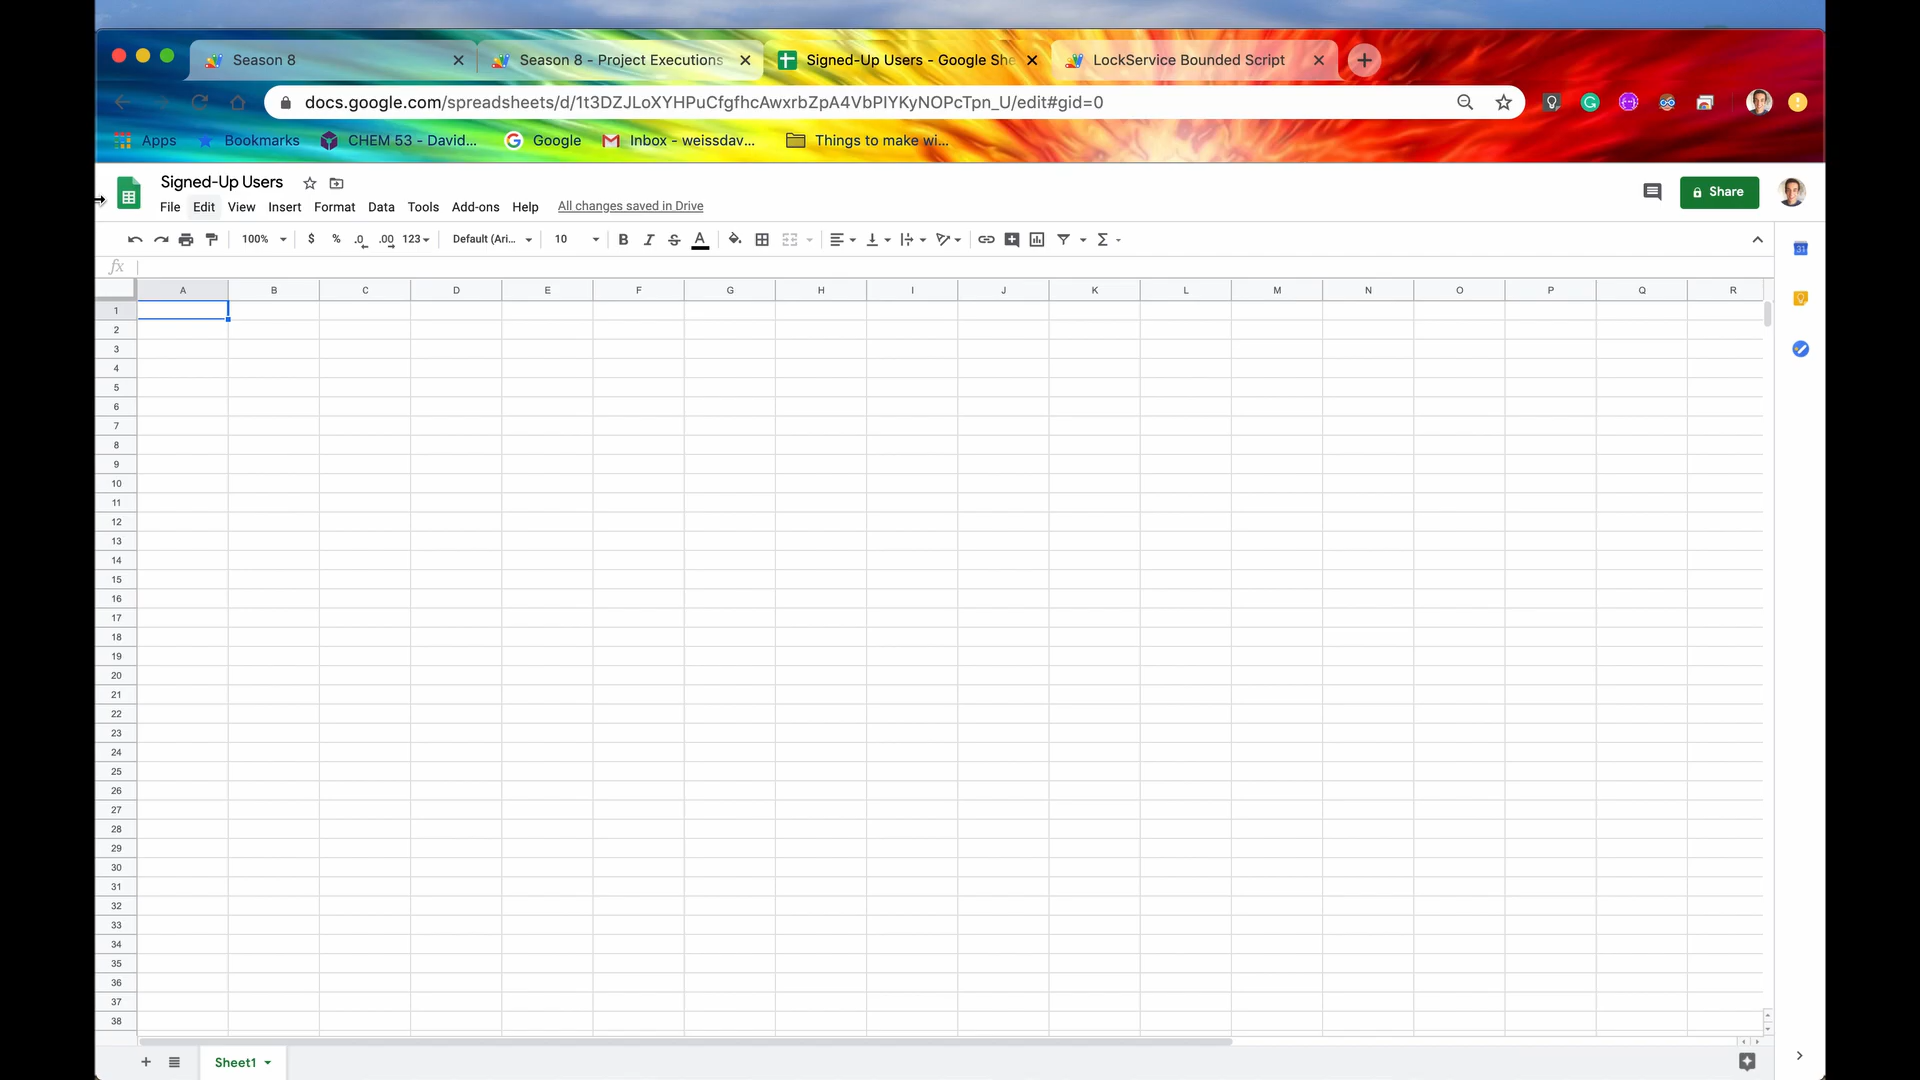 Season 8
Season 8 - Project Executions
Signed-Up Users - Google She
LockService Bounded Script
docs.google.com/spreadsheets/d/1t3DZJLoXYHPuCfgfhcAwxrbZpA4VbPIYKyNOPcTpn_U/edit#gid=0
Apps
Bookmarks
CHEM 53 - David...
Google
Inbox - weissdav...
Things to make wi...
Signed-Up Users
File Edit View Insert Format Data Tools Add-ons Help All changes saved in Drive
Share
100% $ % .0 .00 123 Default (Ari... 10 B I S A Σ
31
fx
A B C D E F G H I J K L M N O P Q R
1
2
3
4
5
6
7
8
9
10
11
12
13
14
15
16
17
18
19
20
21
22
23
24
25
26
27
28
29
30
31
32
33
34
35
36
37
38
Sheet1